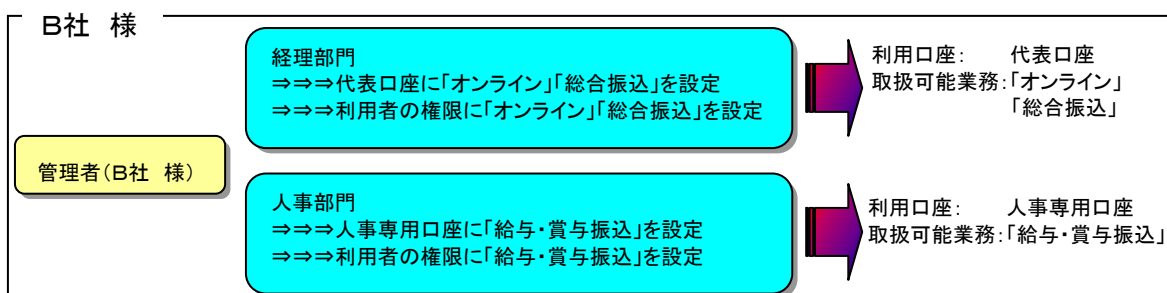 B社 様
管理者(B社 様)
経理部門
⇒⇒⇒代表口座に「オンライン」「総合振込」を設定
⇒⇒⇒利用者の権限に「オンライン」「総合振込」を設定
利用口座: 代表口座
取扱可能業務:「オンライン」
「総合振込」
人事部門
⇒⇒⇒人事専用口座に「給与・賞与振込」を設定
⇒⇒⇒利用者の権限に「給与・賞与振込」を設定
利用口座: 人事専用口座
取扱可能業務:「給与・賞与振込」